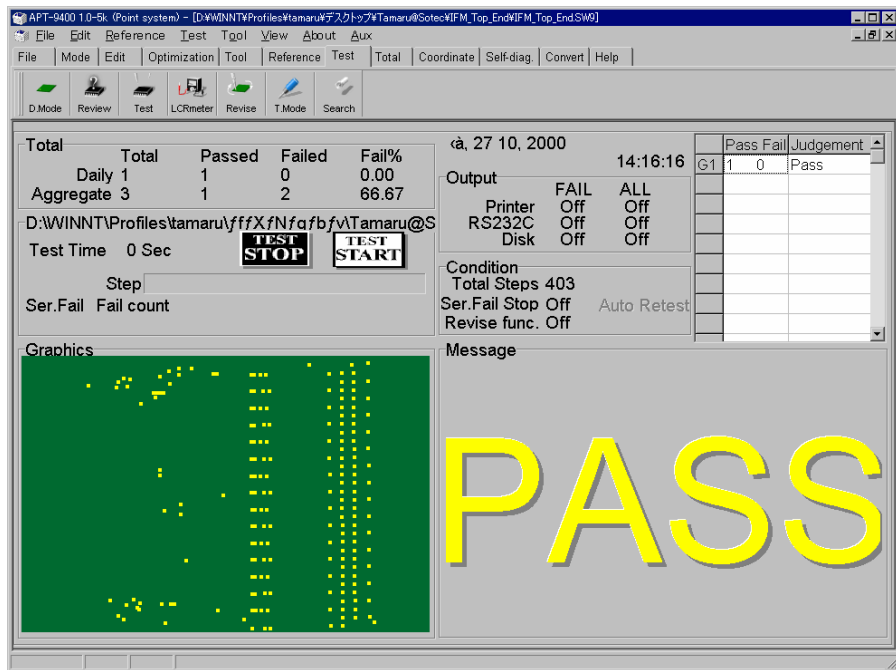 APT-9400 1.0-5k (Point system) - [D:¥WINNT¥Profiles¥tamaru¥デスクトップ¥Tamaru@Sotec¥IFM_Top_End¥IFM_Top_End.SW9]
File Edit Reference Test Tool View About Aux
File Mode Edit Optimization Tool Reference Test Total Coordinate Self-diag. Convert Help
D.Mode Review Test LCRmeter Revise T.Mode Search
Total
Total Passed Failed Fail%
Daily 1 1 0 0.00
Aggregate 3 1 2 66.67
D:\WINNT\Profiles\tamaru\ƒfƒXƒNƒgƒbƒv\Tamaru@S
Test Time 0 Sec
TEST STOP
TEST START
Step
Ser.Fail Fail count
‹à, 27 10, 2000
14:16:16
Output
FAIL ALL
Printer Off Off
RS232C Off Off
Disk Off Off
Condition
Total Steps 403
Ser.Fail Stop Off Auto Retest
Revise func. Off
Pass Fail Judgement
G1 1 0 Pass
Graphics
Message
PASS